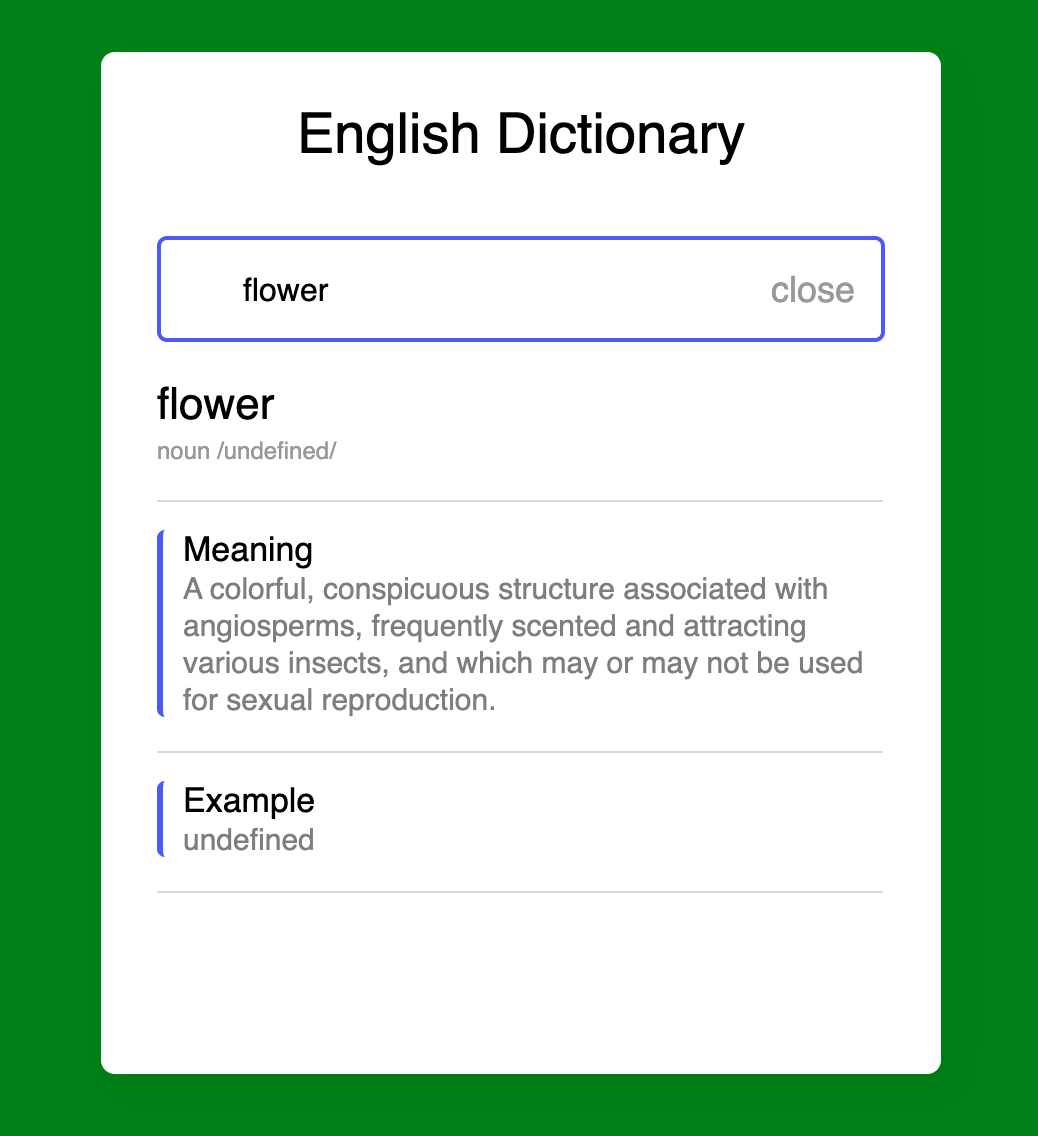 English Dictionary
flower
close
flower
noun /undefined/
Meaning
A colorful, conspicuous structure associated with
angiosperms, frequently scented and attracting
various insects, and which may or may not be used
for sexual reproduction.
Example
undefined